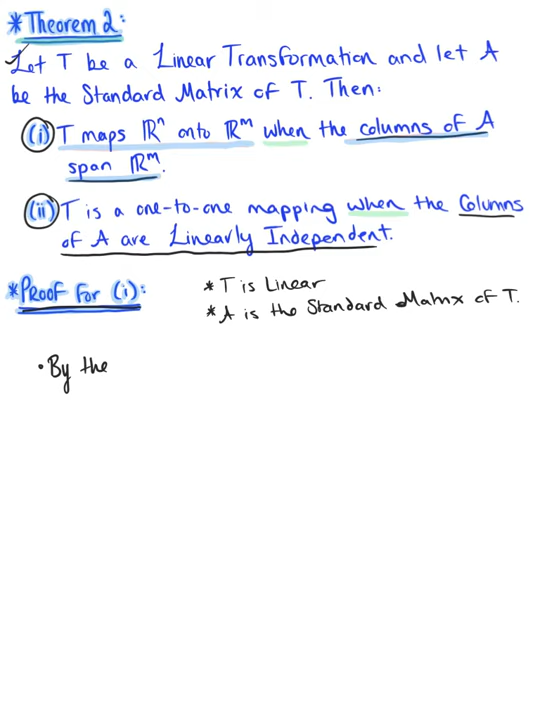 *Theorem 2:
Let T be a Linear Transformation and let A
be the Standard Matrix of T. Then:
(i) T maps ℝⁿ onto ℝᵐ when the columns of A
span ℝᵐ.
(ii) T is a one-to-one mapping when the Columns
of A are Linearly Independent.
*Proof For (i):
* T is Linear
* A is the Standard Matrix of T.
• By the